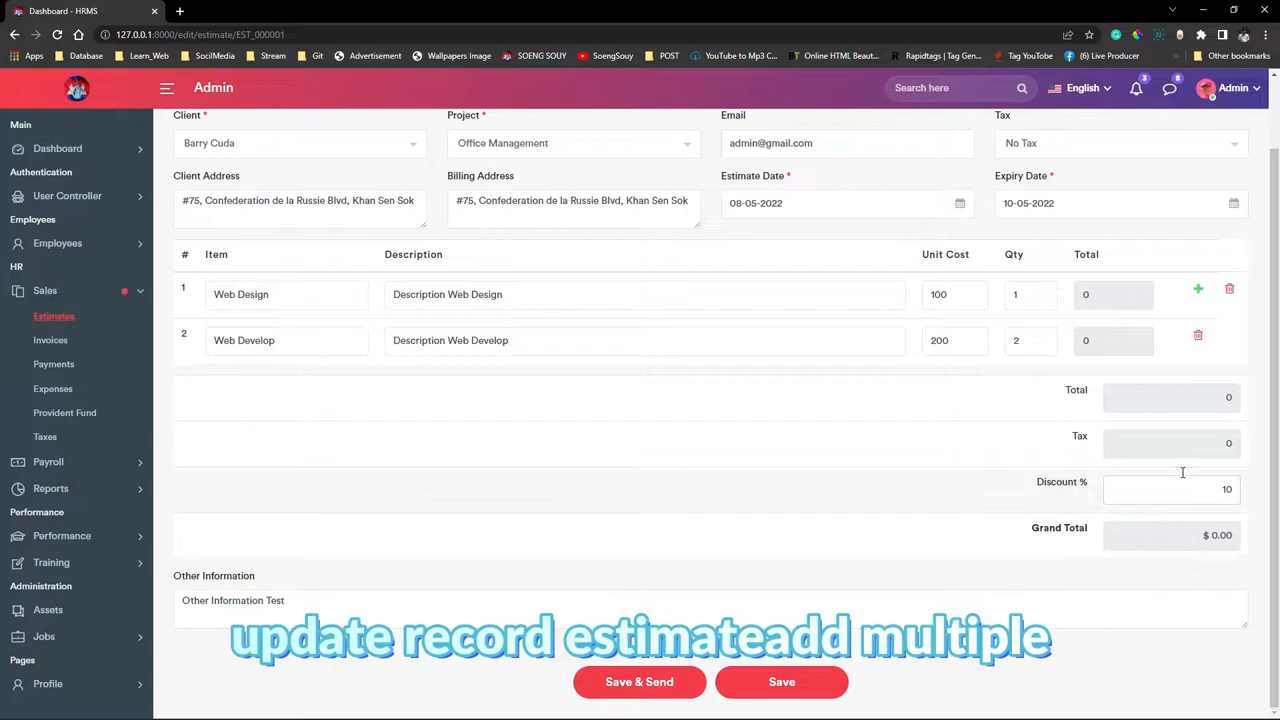 Dashboard - HRMS
127.0.0.1:8000/edit/estimate/EST_000001
Apps Database Learn_Web SocilMedia Stream Git Advertisement Wallpapers Image SOENG SOUY SoengSouy POST YouTube to Mp3 C... Online HTML Beaut... Rapidtags | Tag Gen... Tag YouTube (1) Live Producer Other bookmarks
Admin Search here English 3 8 Admin
Main
Dashboard
Authentication
User Controller
Employees
Employees
HR
Sales
Estimates
Invoices
Payments
Expenses
Provident Fund
Taxes
Payroll
Reports
Performance
Performance
Training
Administration
Assets
Jobs
Pages
Profile
Client * Project * Email Tax
Barry Cuda Office Management admin@gmail.com No Tax
Client Address Billing Address Estimate Date * Expiry Date *
#75, Confederation de la Russie Blvd, Khan Sen Sok #75, Confederation de la Russie Blvd, Khan Sen Sok 08-05-2022 10-05-2022
# Item Description Unit Cost Qty Total
1 Web Design Description Web Design 100 1 0
2 Web Develop Description Web Develop 200 2 0
Total 0
Tax 0
Discount % 10
Grand Total $ 0.00
Other Information
Other Information Test
update record estimateadd multiple
Save & Send Save